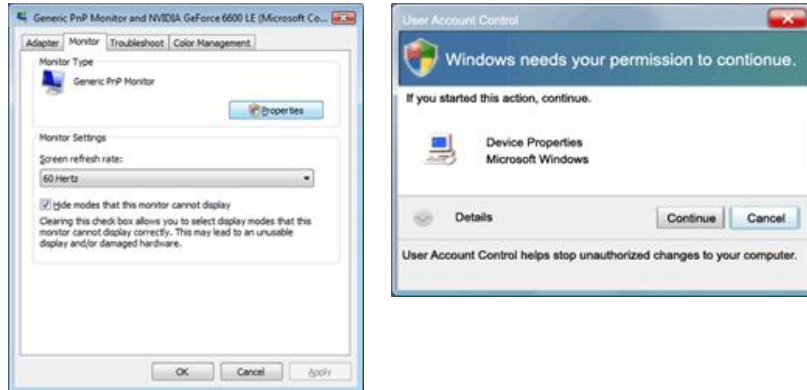 Generic PnP Monitor and NVIDIA GeForce 6600 LE (Microsoft Co...
Adapter Monitor Troubleshoot Color Management
Monitor Type
Generic PnP Monitor
Properties
Monitor Settings
Screen refresh rate:
60 Hertz
Hide modes that this monitor cannot display
Clearing this check box allows you to select display modes that this
monitor cannot display correctly. This may lead to an unusable
display and/or damaged hardware.
OK Cancel Apply
User Account Control
Windows needs your permission to contionue.
If you started this action, continue.
Device Properties
Microsoft Windows
Details Continue Cancel
User Account Control helps stop unauthorized changes to your computer.